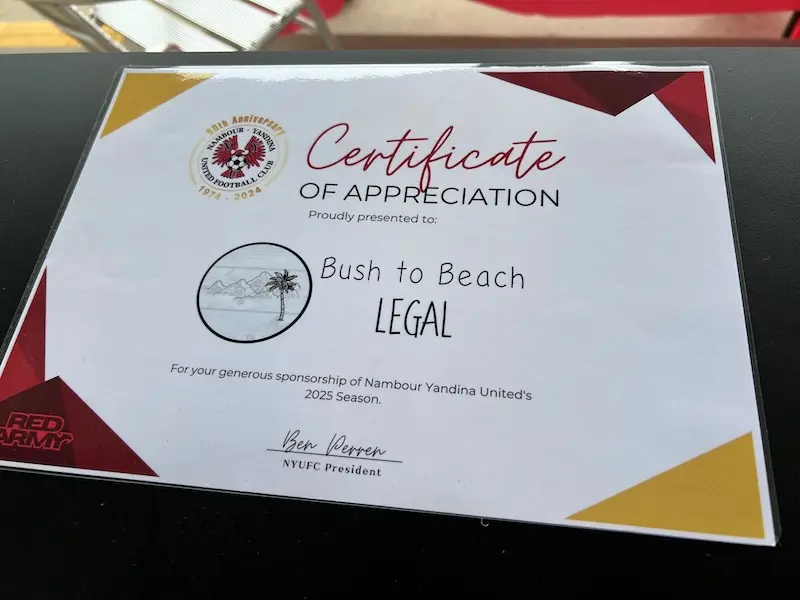 50th Anniversary
NAMBOUR - YANDINA
UNITED FOOTBALL CLUB
1974 - 2024
Certificate
OF APPRECIATION
Proudly presented to:
Bush to Beach
LEGAL
For your generous sponsorship of Nambour Yandina United's
2025 Season.
Ben Perren
NYUFC President
RED
ARMY